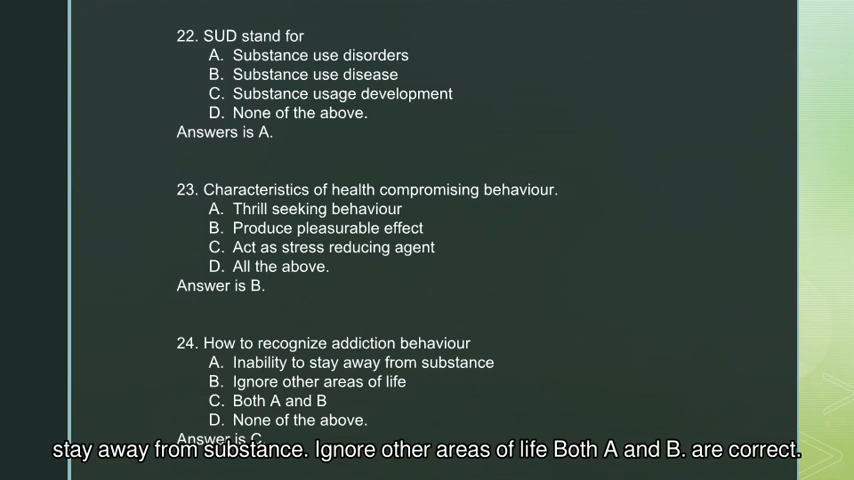 22. SUD stand for
A. Substance use disorders
B. Substance use disease
C. Substance usage development
D. None of the above.
Answers is A.
23. Characteristics of health compromising behaviour.
A. Thrill seeking behaviour
B. Produce pleasurable effect
C. Act as stress reducing agent
D. All the above.
Answer is B.
24. How to recognize addiction behaviour
A. Inability to stay away from substance
B. Ignore other areas of life
C. Both A and B
D. None of the above.
Answer is C
stay away from substance. Ignore other areas of life Both A and B. are correct.